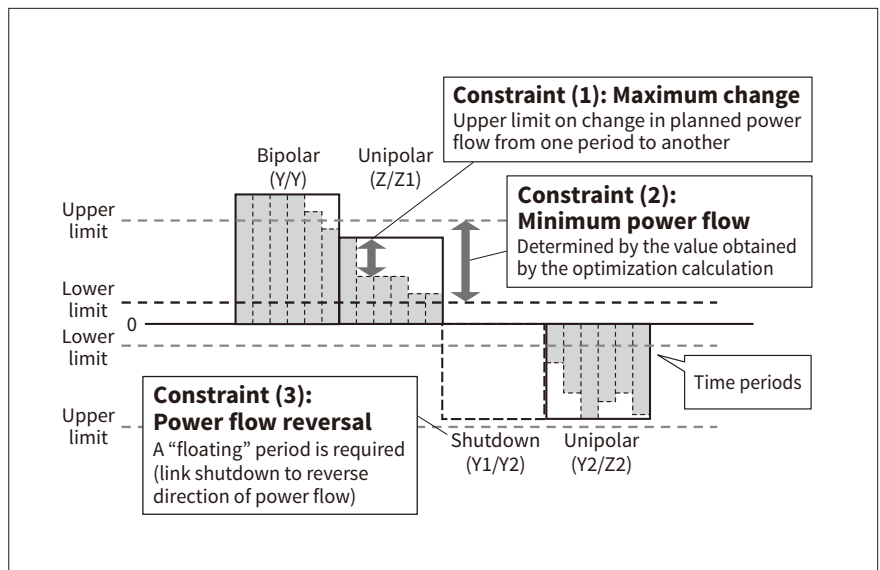 Constraint (1): Maximum change
Upper limit on change in planned power
flow from one period to another
Bipolar
(Y/Y)
Unipolar
(Z/Z1)
Constraint (2):
Minimum power flow
Determined by the value obtained
by the optimization calculation
Upper
limit
Lower
limit
0
Lower
limit
Time periods
Constraint (3):
Power flow reversal
A “floating” period is required
(link shutdown to reverse
direction of power flow)
Upper
limit
Shutdown
(Y1/Y2)
Unipolar
(Y2/Z2)